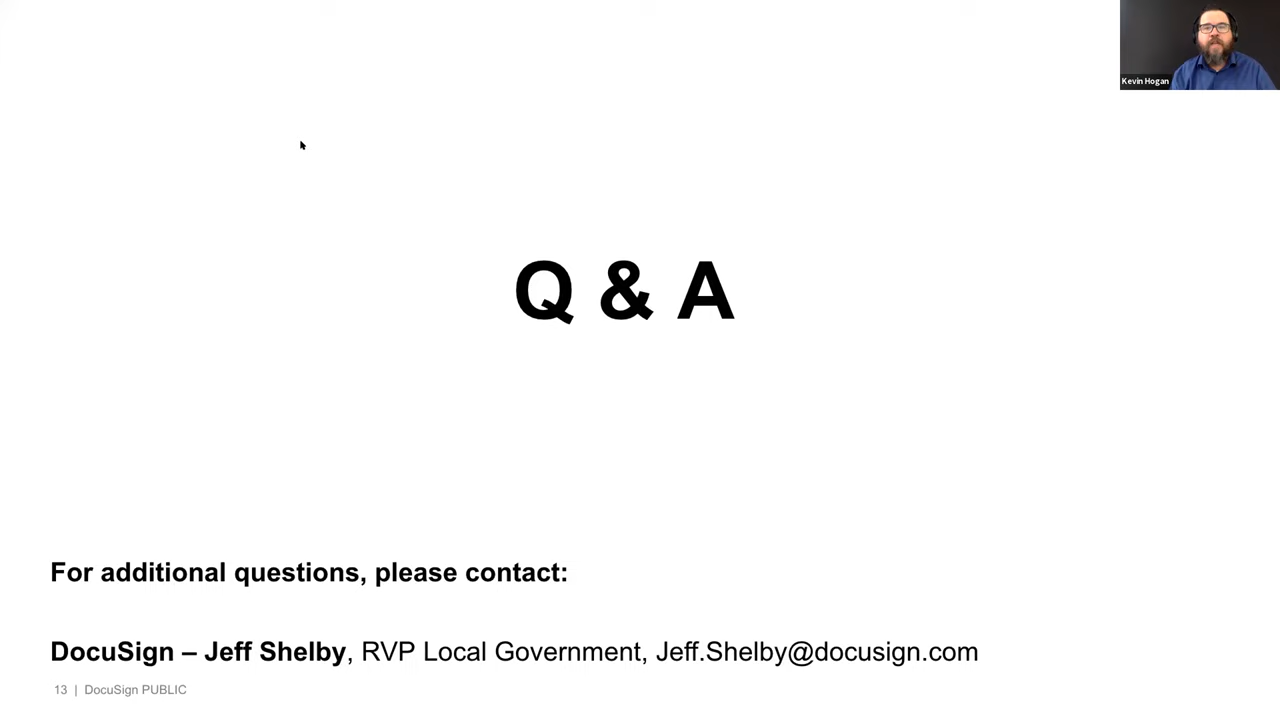 Kevin Hogan
Q & A
For additional questions, please contact:
DocuSign – Jeff Shelby, RVP Local Government, Jeff.Shelby@docusign.com
13 | DocuSign PUBLIC